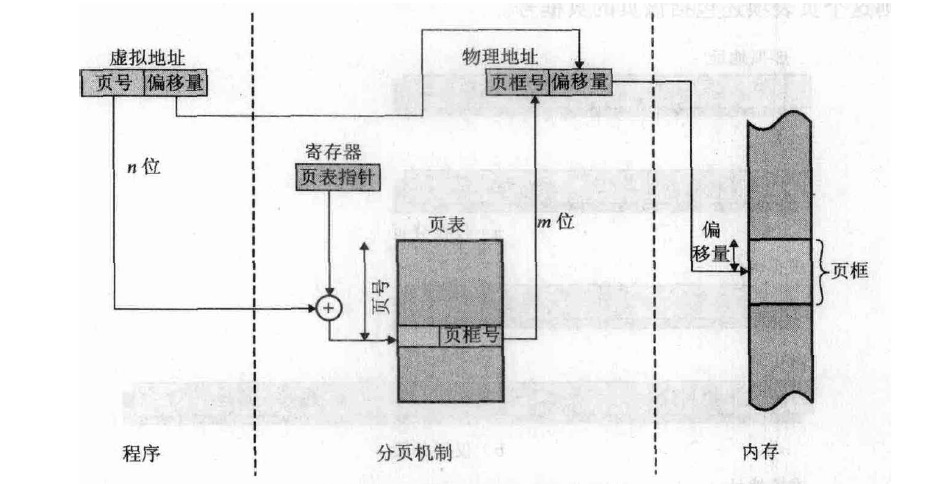 虚拟地址
页号 偏移量
物理地址
页框号 偏移量
n位
寄存器
页表指针
页表
m位
页号
页框号
偏
移量
页框
程序
分页机制
内存